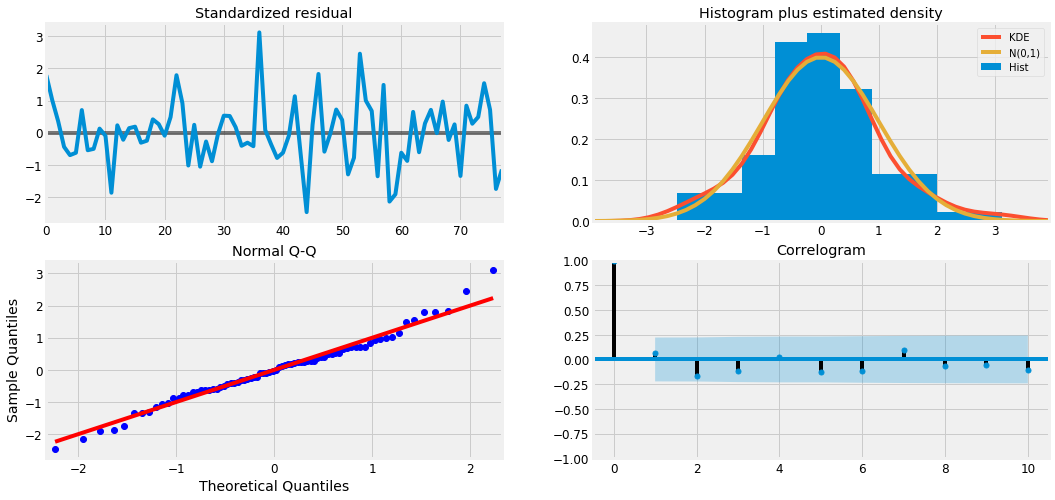 Standardized residual
3
2
1
0
−1
−2
0 10 20 30 40 50 60 70
Histogram plus estimated density
KDE
N(0,1)
Hist
0.4
0.3
0.2
0.1
0.0
−3 −2 −1 0 1 2 3
Normal Q-Q
Sample Quantiles
3
2
1
0
−1
−2
−2 −1 0 1 2
Theoretical Quantiles
Correlogram
1.00
0.75
0.50
0.25
0.00
−0.25
−0.50
−0.75
−1.00
0 2 4 6 8 10